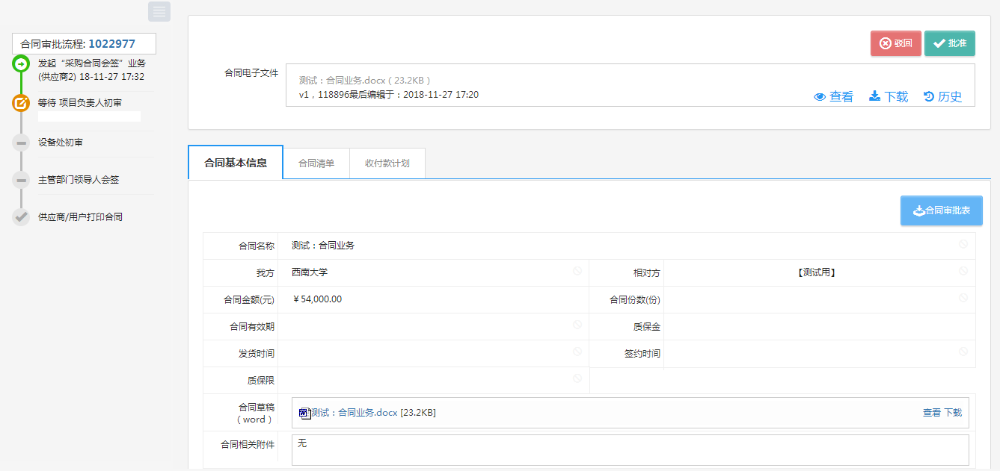 合同审批流程: 1022977
发起“采购合同会签”业务
(供应商2) 18-11-27 17:32
等待 项目负责人初审
设备处初审
主管部门领导人会签
供应商/用户打印合同
驳回 批准
合同电子文件
测试：合同业务.docx（23.2KB）
v1，118896最后编辑于：2018-11-27 17:20
查看 下载 历史
合同基本信息 合同清单 收付款计划
合同审批表
合同名称 测试：合同业务
我方 西南大学 相对方 【测试用】
合同金额(元) ￥54,000.00 合同份数(份)
合同有效期 质保金
发货时间 签约时间
质保限
合同草稿
（word） 测试：合同业务.docx [23.2KB] 查看 下载
合同相关附件 无